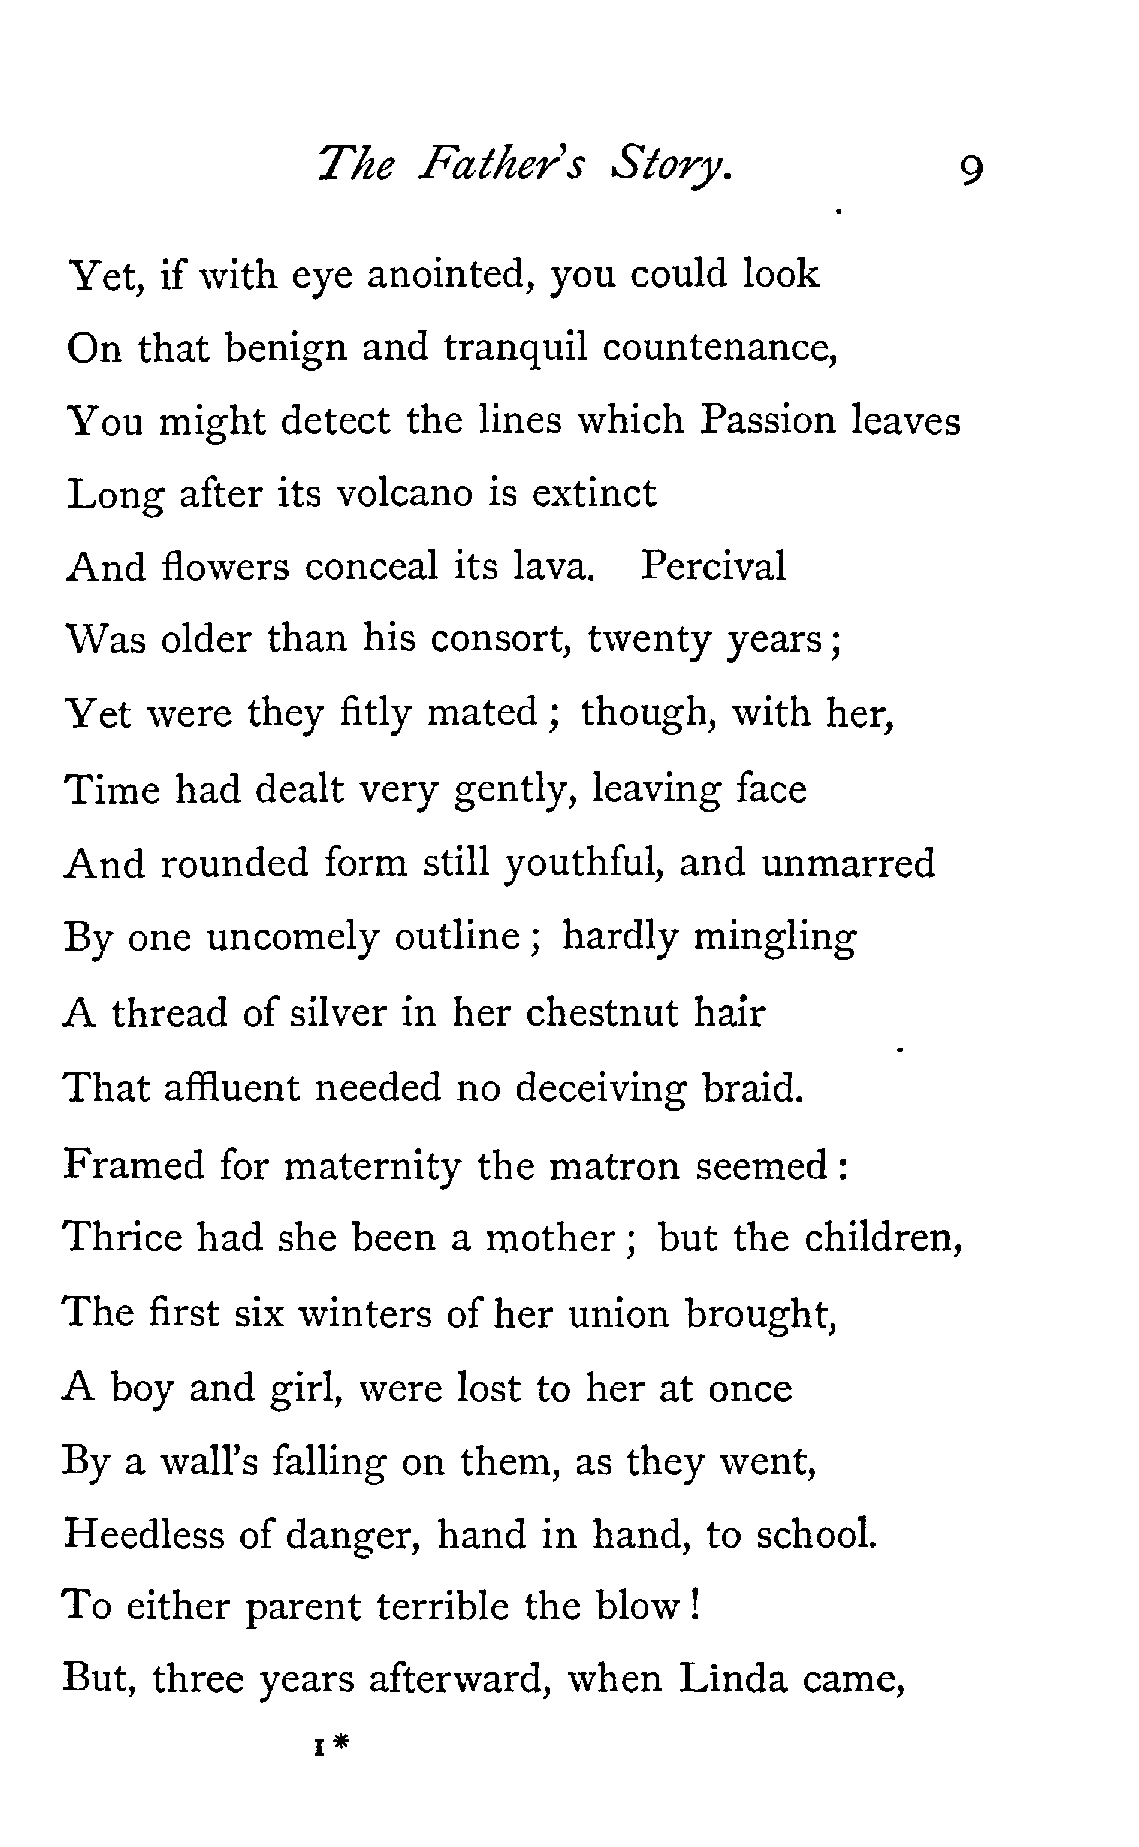 The Father's Story. 9
Yet, if with eye anointed, you could look
On that benign and tranquil countenance,
You might detect the lines which Passion leaves
Long after its volcano is extinct
And flowers conceal its lava. Percival
Was older than his consort, twenty years ;
Yet were they fitly mated ; though, with her,
Time had dealt very gently, leaving face
And rounded form still youthful, and unmarred
By one uncomely outline ; hardly mingling
A thread of silver in her chestnut hair
That affluent needed no deceiving braid.
Framed for maternity the matron seemed :
Thrice had she been a mother ; but the children,
The first six winters of her union brought,
A boy and girl, were lost to her at once
By a wall's falling on them, as they went,
Heedless of danger, hand in hand, to school.
To either parent terrible the blow !
But, three years afterward, when Linda came,
1*